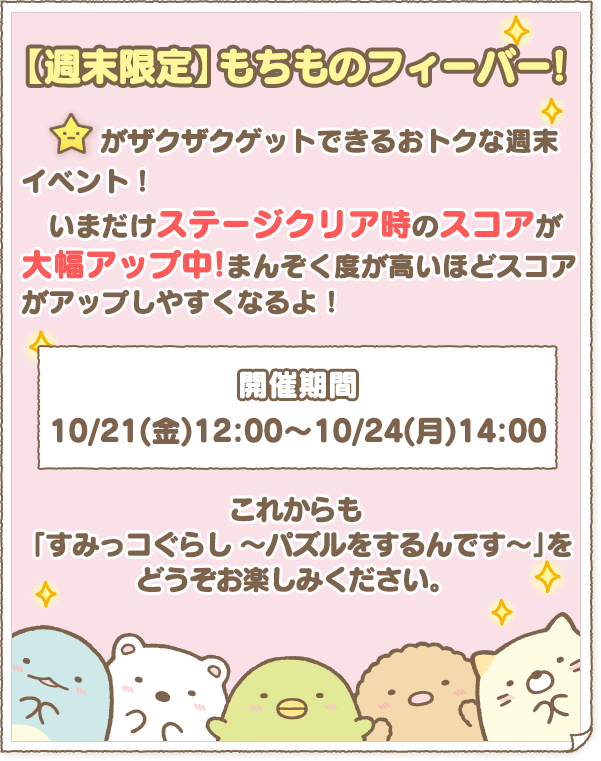 【週末限定】もちものフィーバー!
がザクザクゲットできるおトクな週末
イベント！
いまだけステージクリア時のスコアが
大幅アップ中!まんぞく度が高いほどスコア
がアップしやすくなるよ！
開催期間
10/21(金)12:00～10/24(月)14:00
これからも
「すみっコぐらし ～パズルをするんです～」を
どうぞお楽しみください。